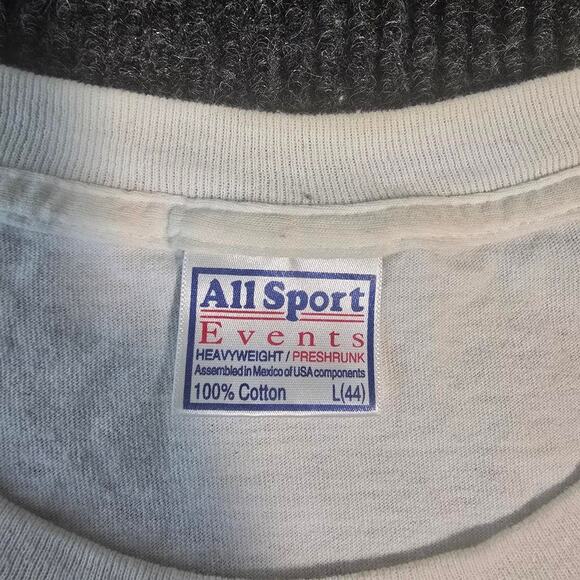 All Sport
Events
HEAVYWEIGHT / PRESHRUNK
Assembled in Mexico of USA components
100% Cotton L(44)